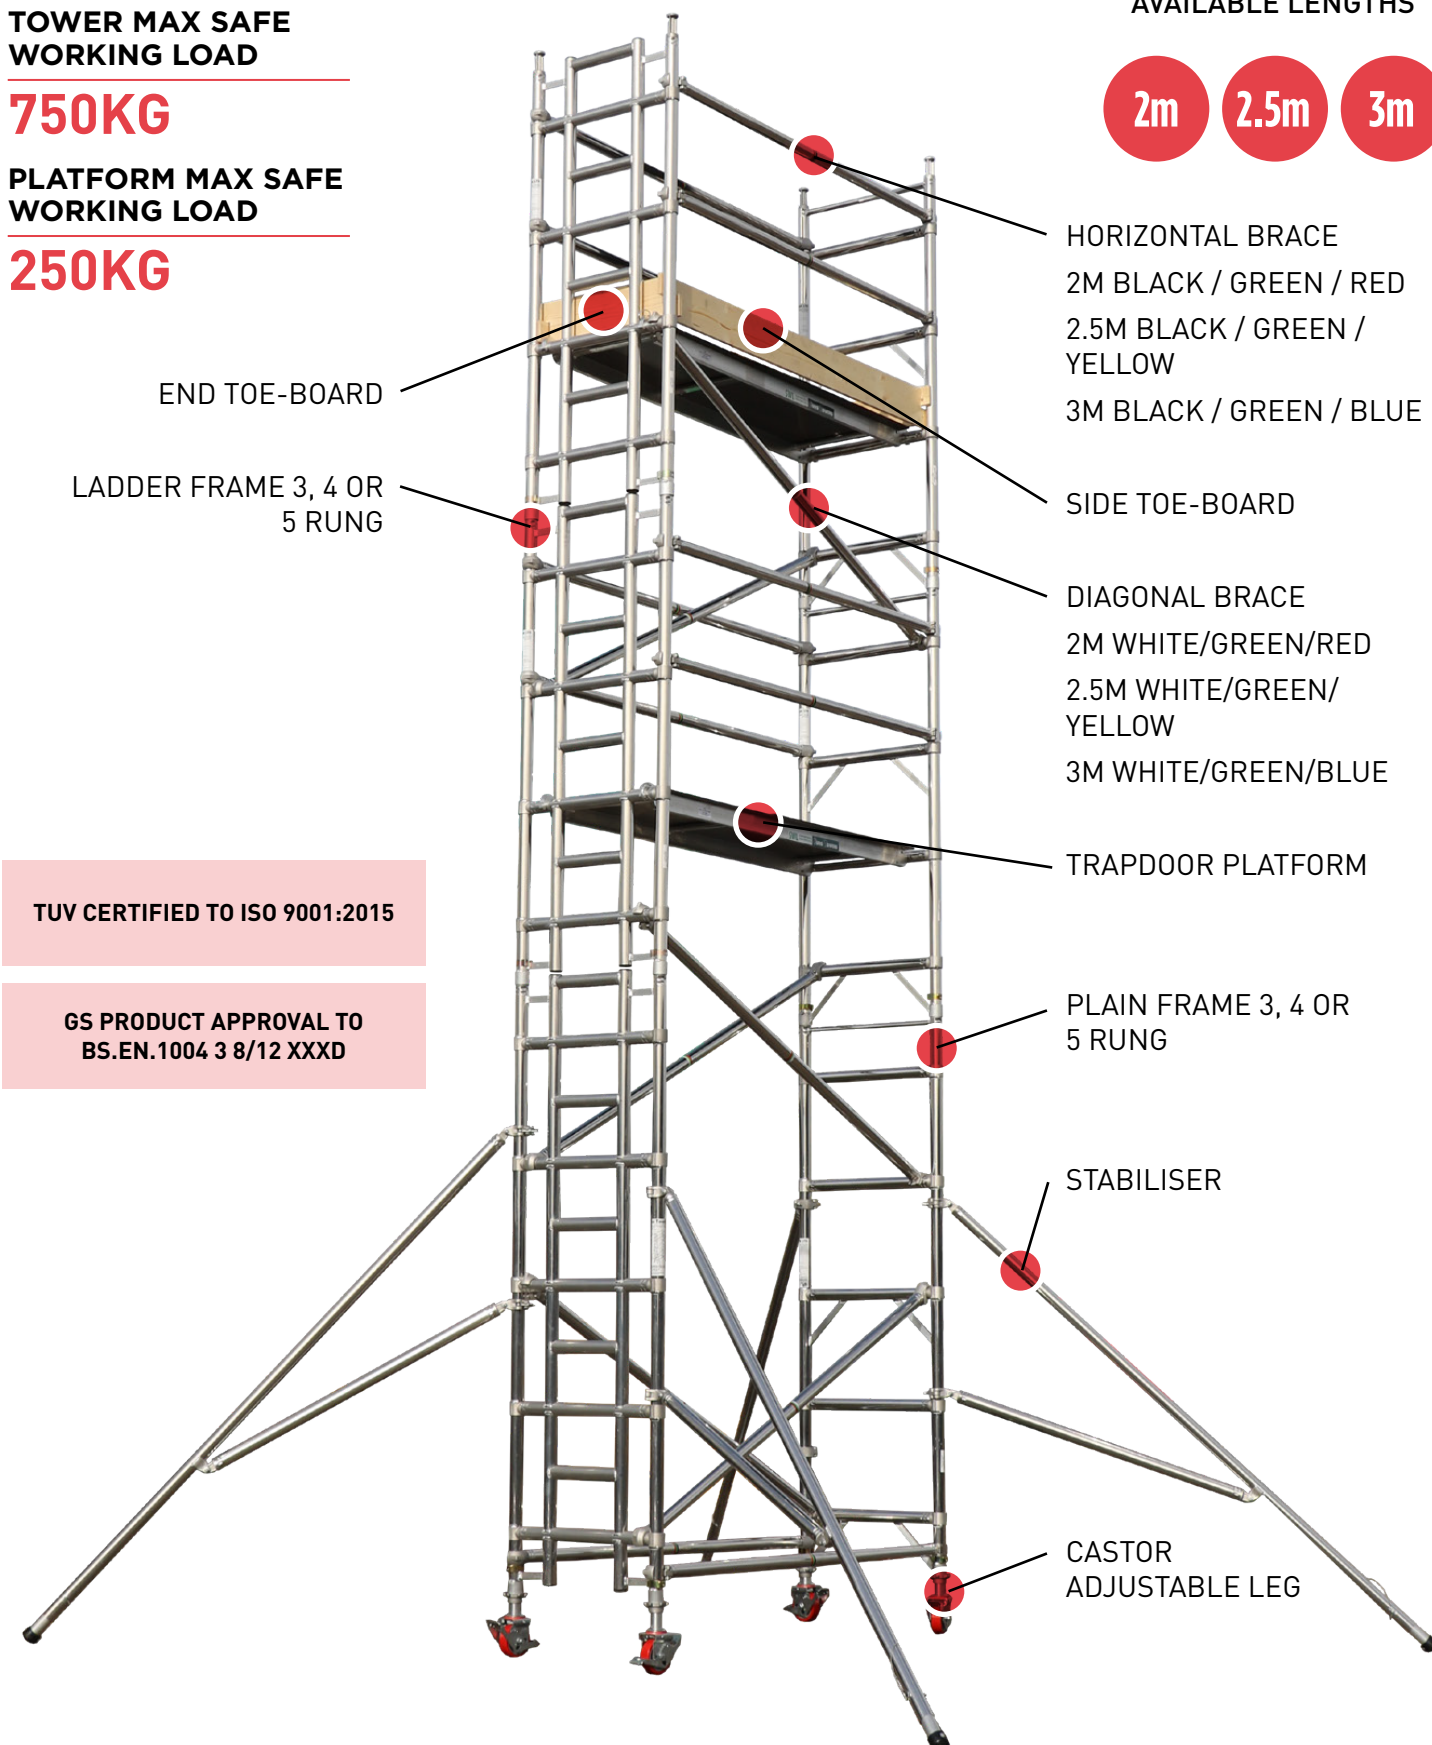 TOWER MAX SAFE
WORKING LOAD
750KG
PLATFORM MAX SAFE
WORKING LOAD
250KG
AVAILABLE LENGTHS
2m
2.5m
3m
HORIZONTAL BRACE
2M BLACK / GREEN / RED
2.5M BLACK / GREEN /
YELLOW
3M BLACK / GREEN / BLUE
END TOE-BOARD
LADDER FRAME 3, 4 OR
5 RUNG
SIDE TOE-BOARD
DIAGONAL BRACE
2M WHITE/GREEN/RED
2.5M WHITE/GREEN/
YELLOW
3M WHITE/GREEN/BLUE
TRAPDOOR PLATFORM
TUV CERTIFIED TO ISO 9001:2015
GS PRODUCT APPROVAL TO
BS.EN.1004 3 8/12 XXXD
PLAIN FRAME 3, 4 OR
5 RUNG
STABILISER
CASTOR
ADJUSTABLE LEG